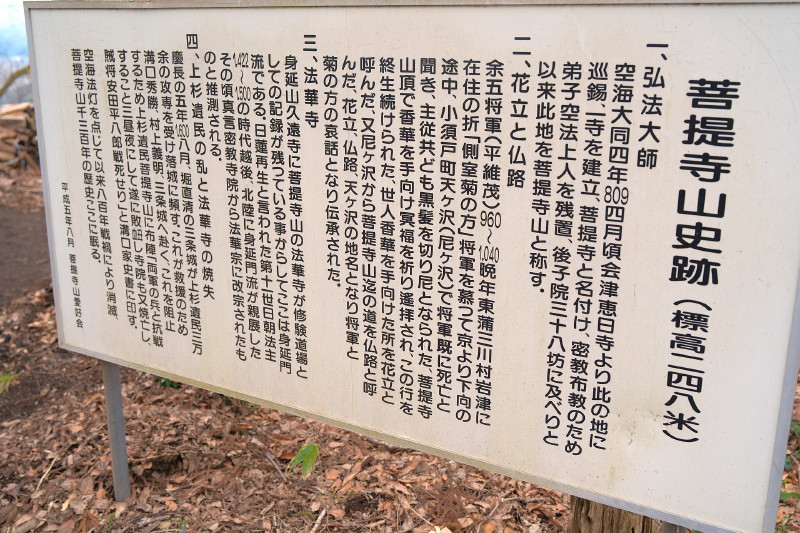 菩提寺山史跡（標高二四八米）
一、弘法大師
空海大同四年809四月頃会津恵日寺より此の地に
巡錫一寺を建立、菩提寺と名付け、密教布教のため
弟子空法上人を残置、後子院三十八坊に及べりと
以来此地を菩提寺山と称す。
二、花立と仏路
余五将軍（平維茂）960～1,040晩年東蒲三川村岩津に
在住の折「側室菊の方」将軍を慕つて京より下向の
途中、小須戸町天ヶ沢（尼ヶ沢）で将軍既に死亡と
聞き、主従共ども黒髪を切り尼となられた、菩提寺
山頂で香華を手向け冥福を祈り遙拝され、この行を
終生続けられた、世人香華を手向けた所を花立と
呼んだ、又尼ヶ沢から菩提寺山迄の道を仏路と呼
んだ、花立、仏路、天ヶ沢の地名となり将軍と
菊の方の哀話となり伝承された。
三、法華寺
身延山久遠寺に菩提寺山の法華寺が修験道場と
しての記録が残っている事からしてここは身延門
流である、日蓮再生と言われた第十一世日朝法主
1,422～1,500の時代越後、北陸に身延門流が親展した
その頃真言密教寺院から法華宗に改宗されたも
のと推測される。
四、上杉遺民の乱と法華寺の焼失
慶長の五年1,600八月、堀直清の三条城が上杉遺民三万
余の攻専を受け落城に頻す、これが救援のため
溝口秀勝、村上義明、三条城へ赴く、これを阻止
するため上杉遺民菩提寺山に布陣、両軍の兵と抗戦
すること三昼夜にして遂に敗衄し寺院も又焼亡し、
賊将安田平八郎戦死せり」と溝口家史書に印す、
空海法灯を点じて以来八百年戦禍により消滅、
菩提寺山千二百年の歴史ここに眠る。
平成五年八月　菩提寺山愛好会